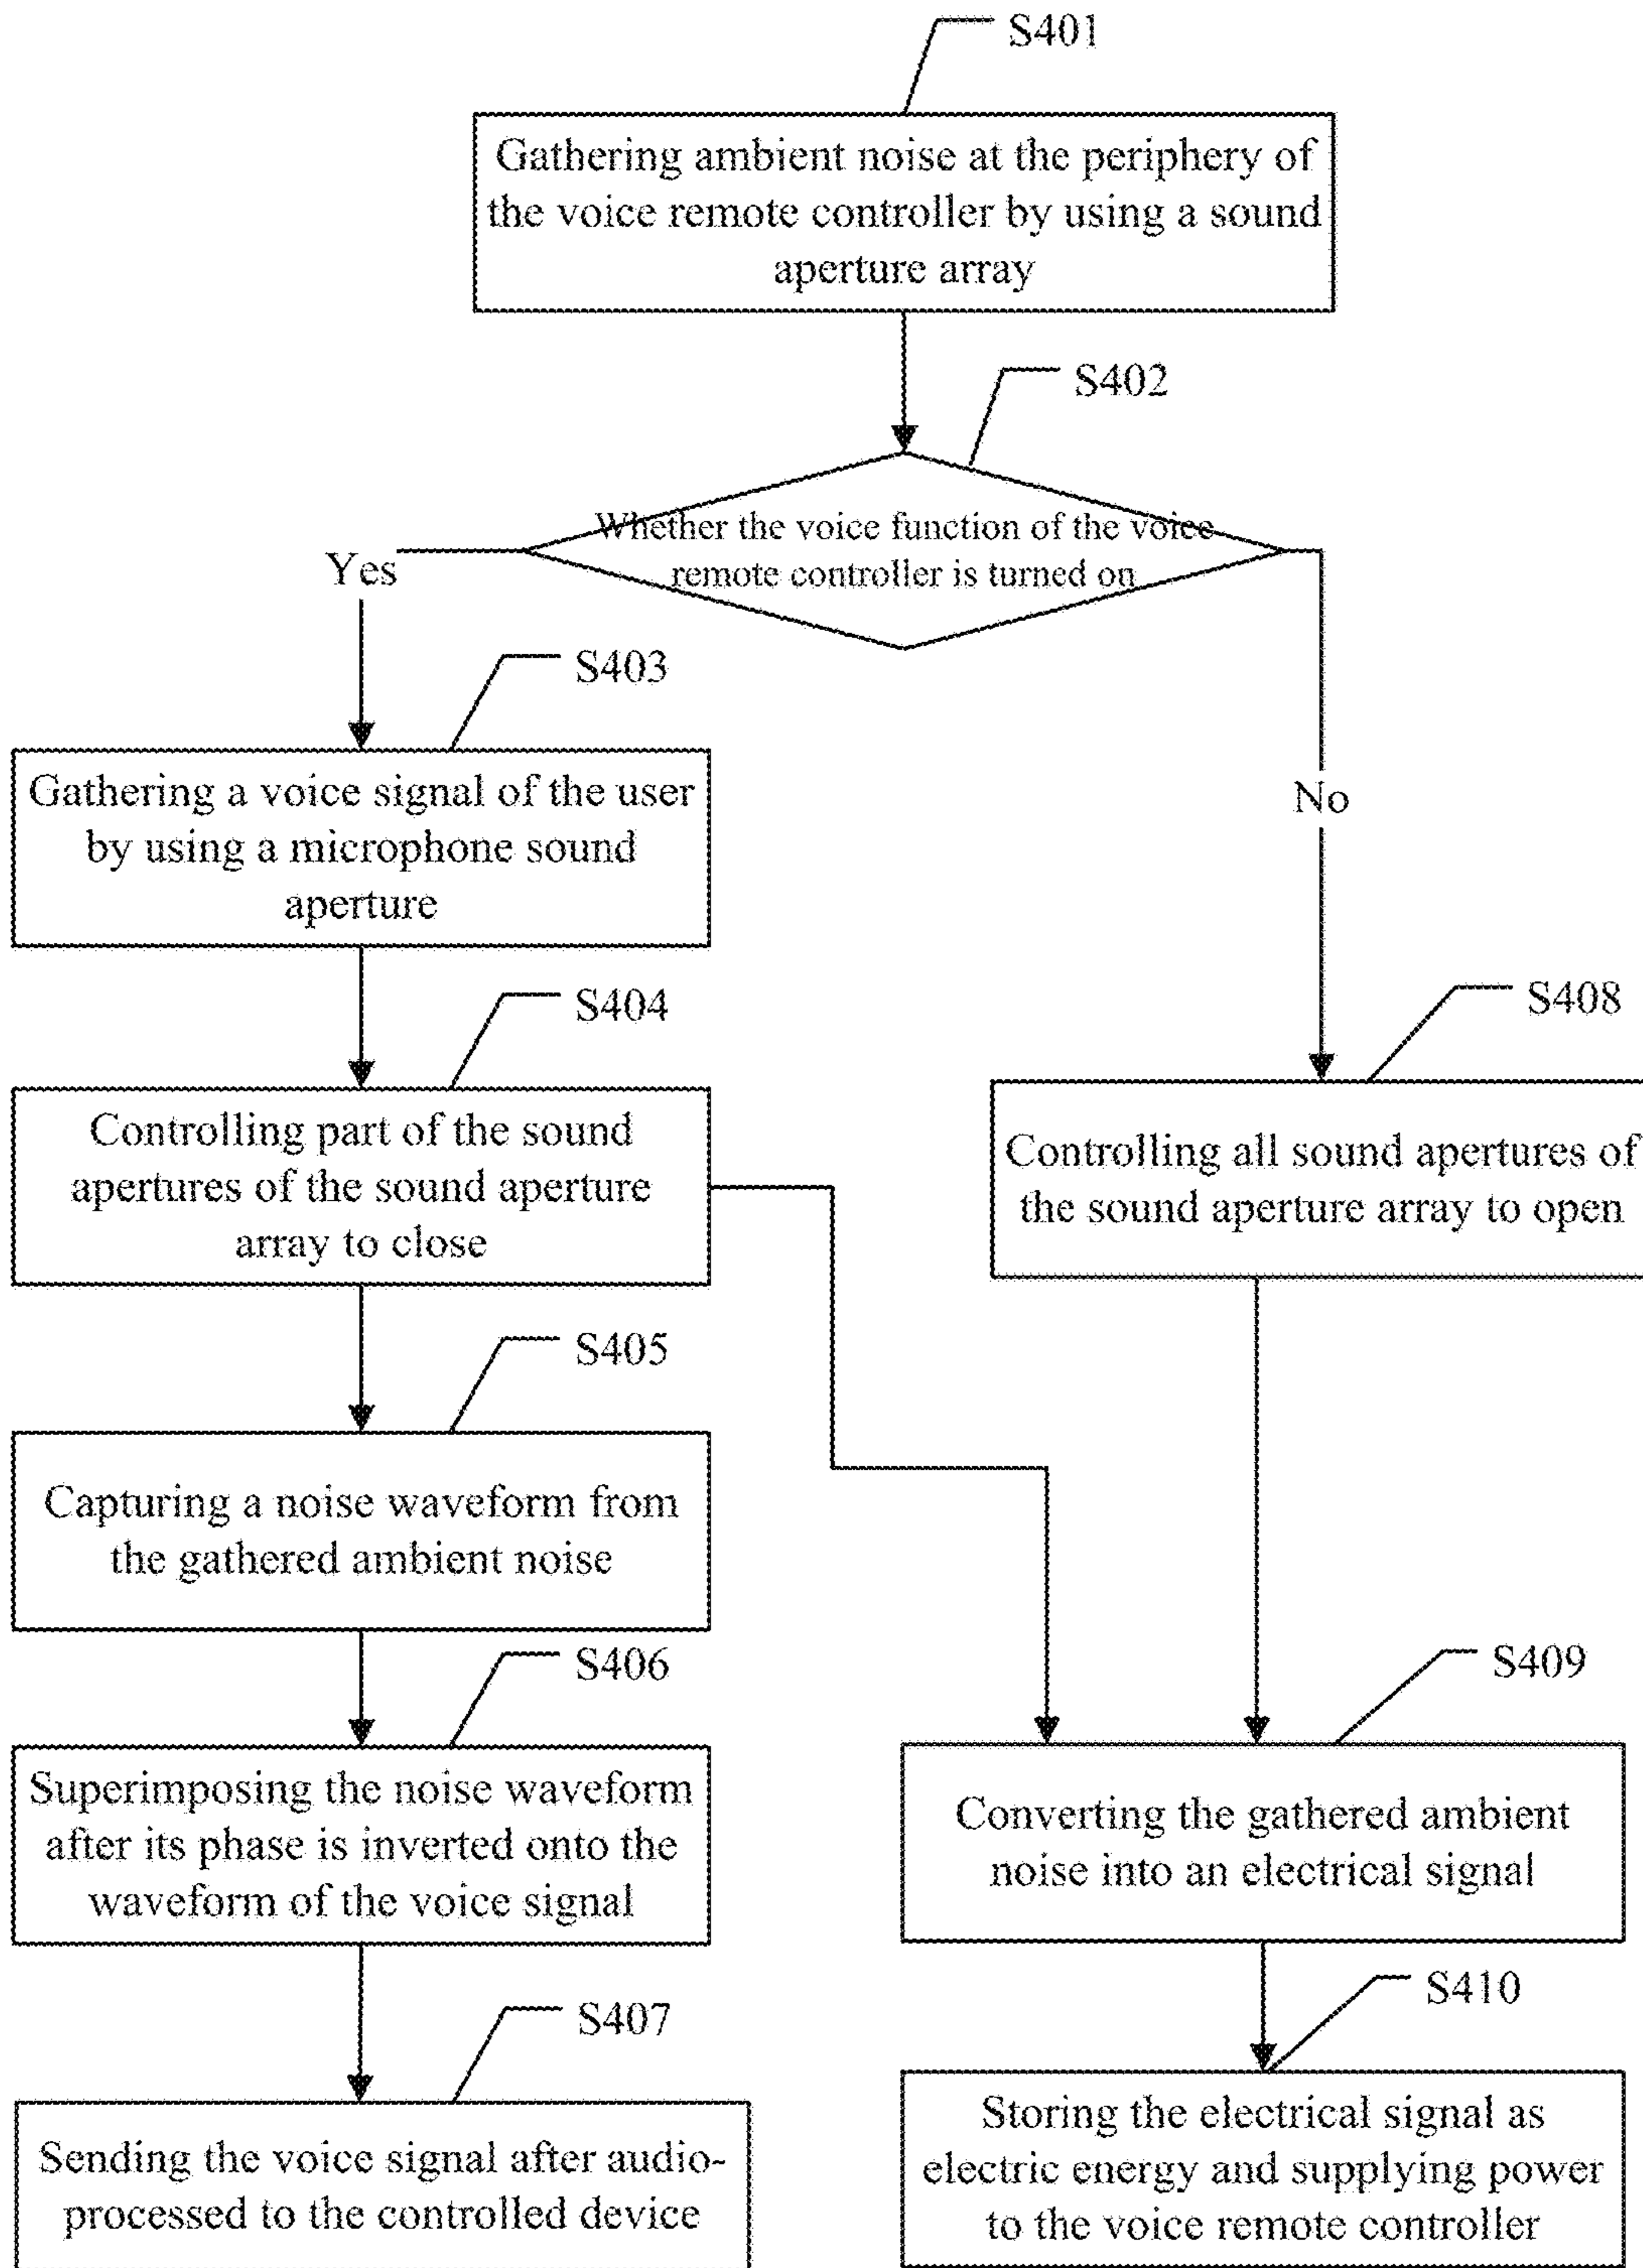 S401
Gathering ambient noise at the periphery of
the voice remote controller by using a sound
aperture array
S402
Whether the voice function of the voice
remote controller is turned on
Yes
No
S403
Gathering a voice signal of the user
by using a microphone sound
aperture
S404
Controlling part of the sound
apertures of the sound aperture
array to close
S408
Controlling all sound apertures of
the sound aperture array to open
S405
Capturing a noise waveform from
the gathered ambient noise
S406
Superimposing the noise waveform
after its phase is inverted onto the
waveform of the voice signal
S409
Converting the gathered ambient
noise into an electrical signal
S407
Sending the voice signal after audio-
processed to the controlled device
S410
Storing the electrical signal as
electric energy and supplying power
to the voice remote controller